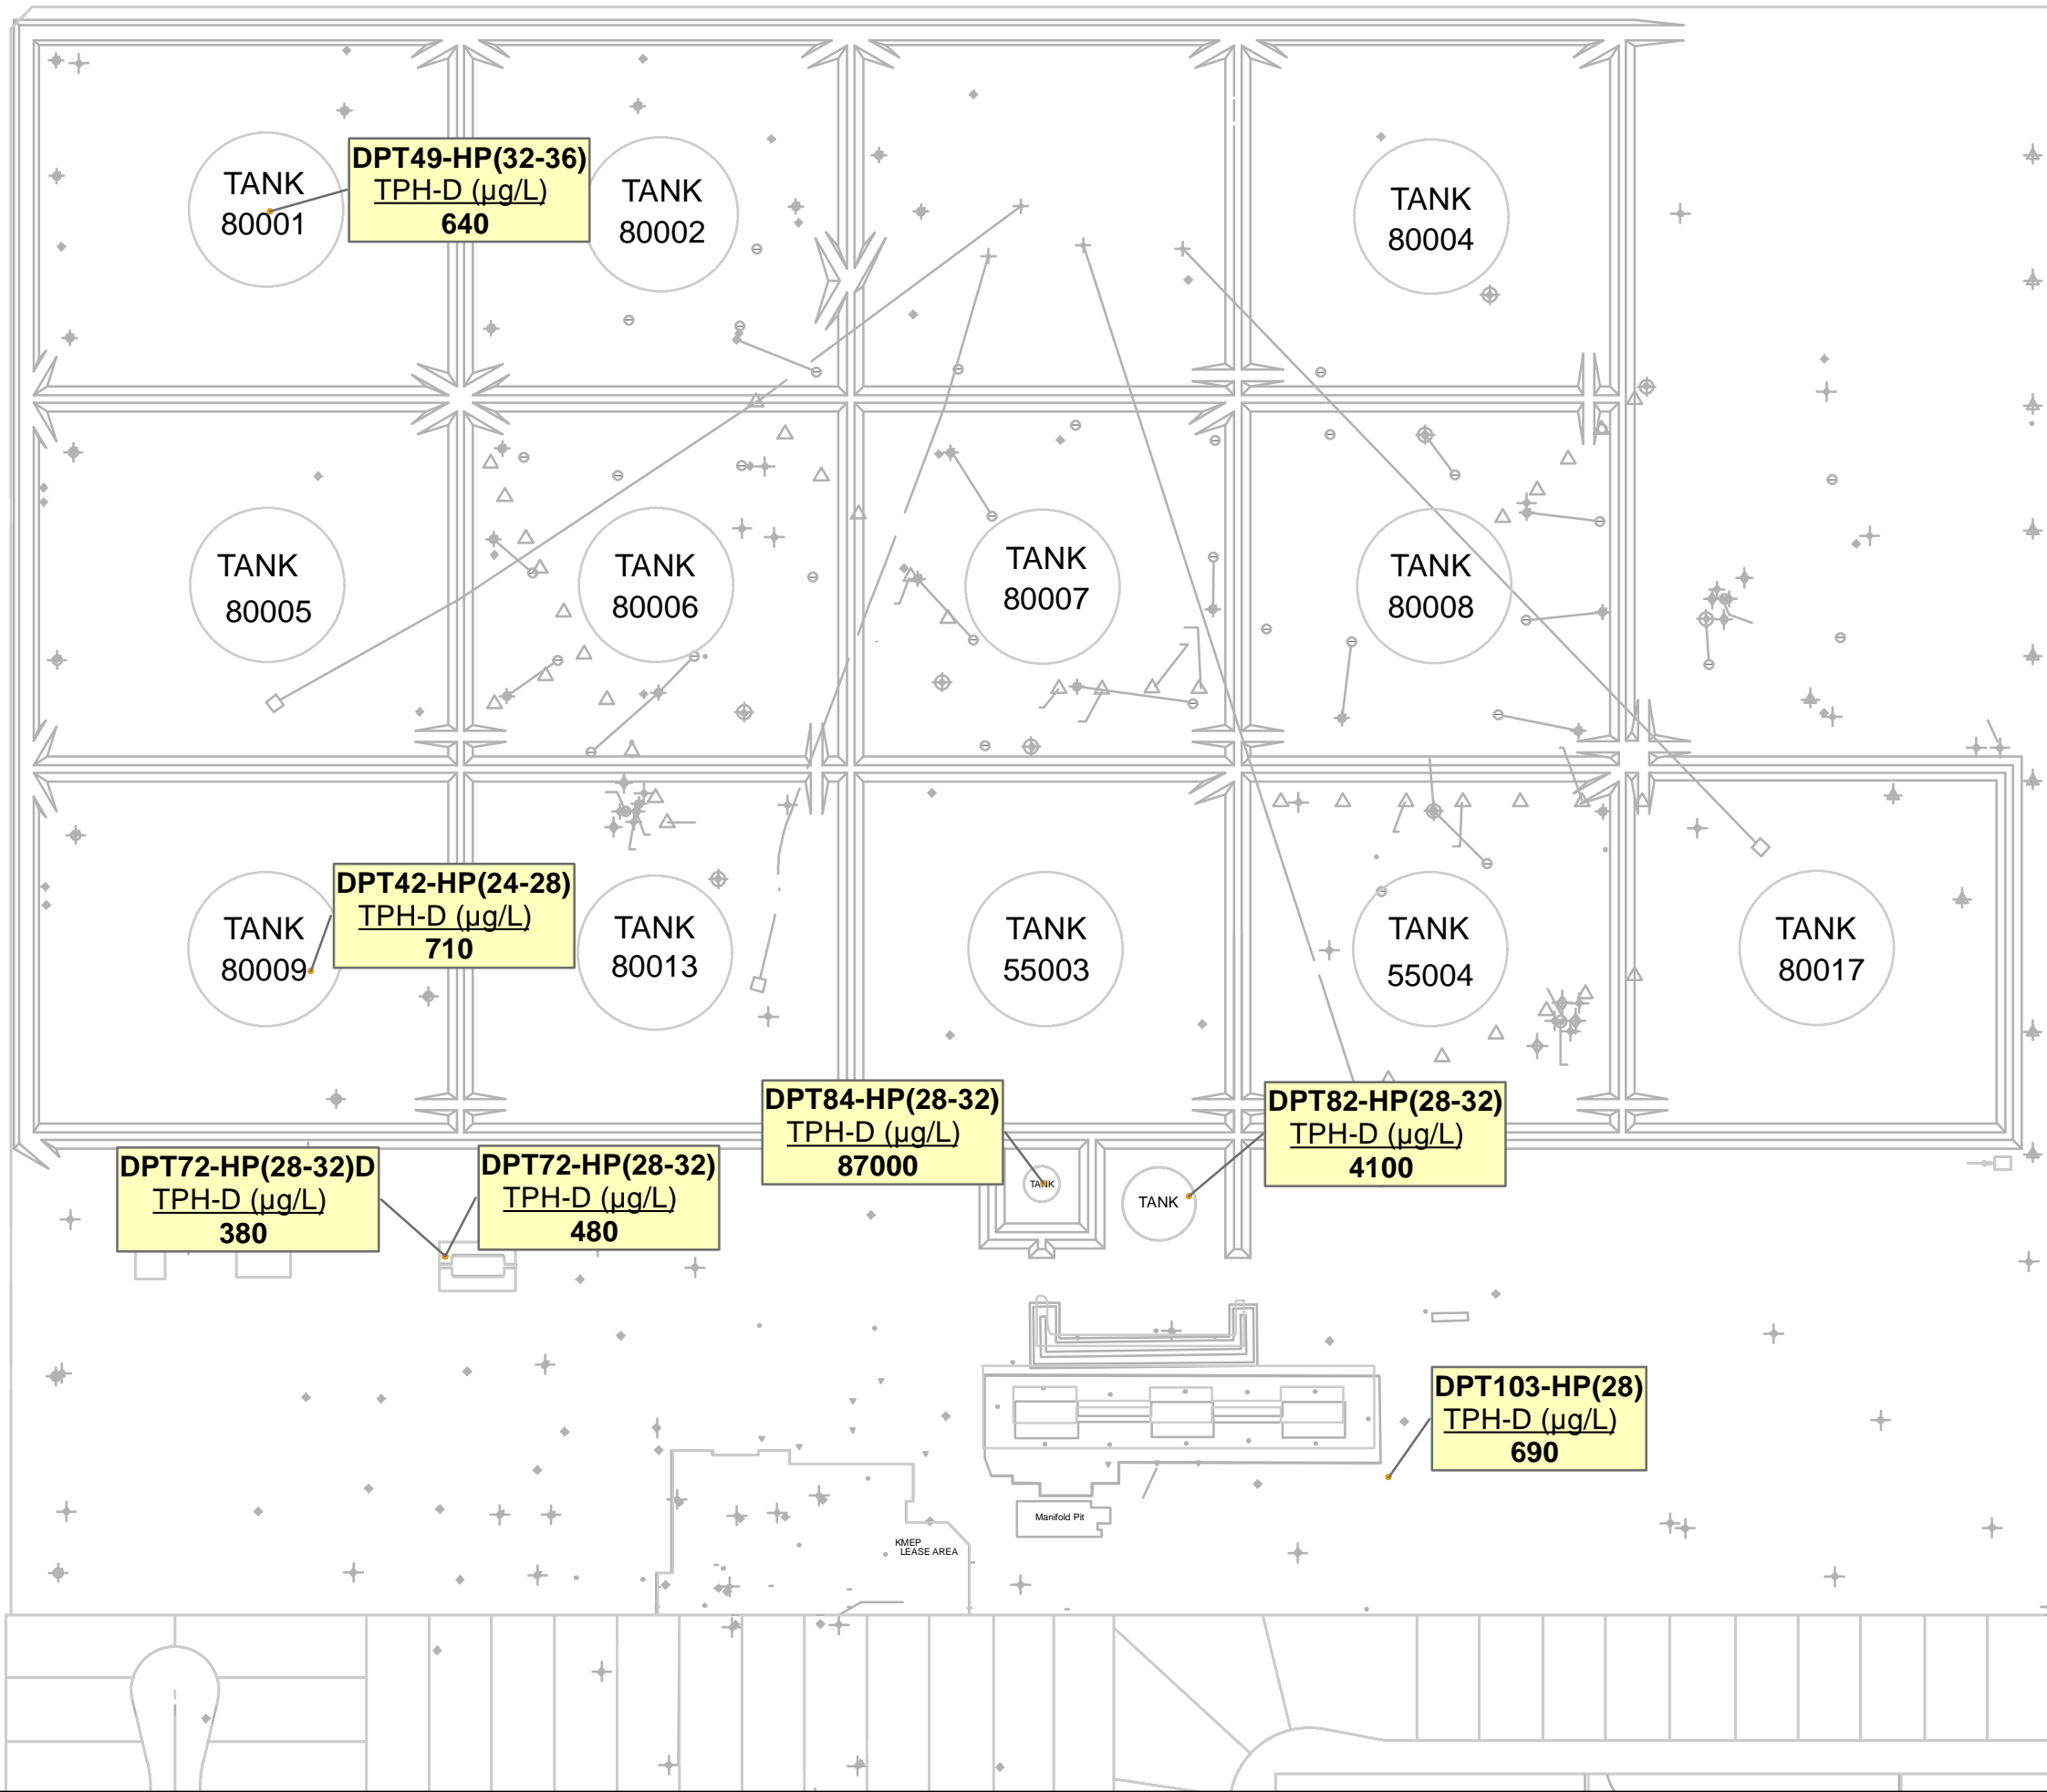 DPT49-HP(32-36)
TPH-D (µg/L)
640
TANK
80001
TANK
80002
TANK
80004
TANK
80005
TANK
80006
TANK
80007
TANK
80008
DPT42-HP(24-28)
TPH-D (µg/L)
710
TANK
80009
TANK
80013
TANK
55003
TANK
55004
TANK
80017
DPT84-HP(28-32)
TPH-D (µg/L)
87000
DPT82-HP(28-32)
TPH-D (µg/L)
4100
DPT72-HP(28-32)D
TPH-D (µg/L)
380
DPT72-HP(28-32)
TPH-D (µg/L)
480
TANK
TANK
DPT103-HP(28)
TPH-D (µg/L)
690
Manifold Pit
KMEP
LEASE AREA